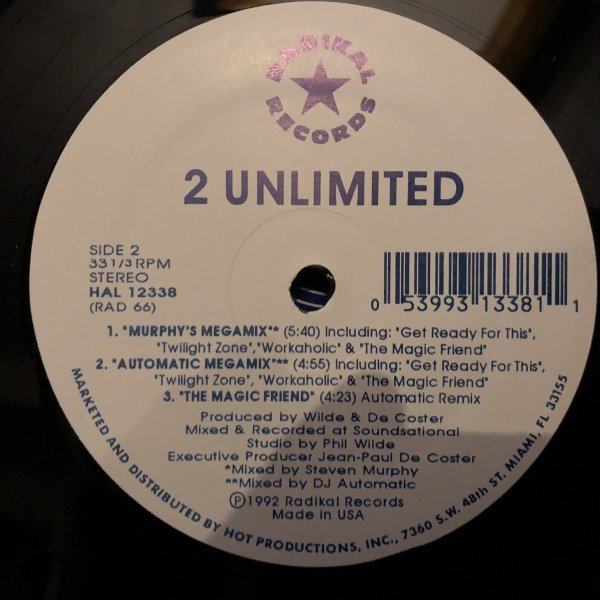 RADIKAL
RECORDS
2 UNLIMITED
SIDE 2
33 1/3 RPM
STEREO
HAL 12338
(RAD 66)
0 53993 13381 1
1. "MURPHY'S MEGAMIX"* (5:40) Including: "Get Ready For This",
"Twilight Zone", "Workaholic" & "The Magic Friend"
2. "AUTOMATIC MEGAMIX"** (4:55) Including: "Get Ready For This",
"Twilight Zone", "Workaholic" & "The Magic Friend"
3. "THE MAGIC FRIEND" (4:23) Automatic Remix
Produced by Wilde & De Coster
Mixed & Recorded at Soundsational
Studio by Phil Wilde
Executive Producer Jean-Paul De Coster
*Mixed by Steven Murphy
**Mixed by DJ Automatic
℗1992 Radikal Records
Made in USA
MARKETED AND DISTRIBUTED BY HOT PRODUCTIONS, INC., 7360 S.W. 48th ST. MIAMI, FL 33155